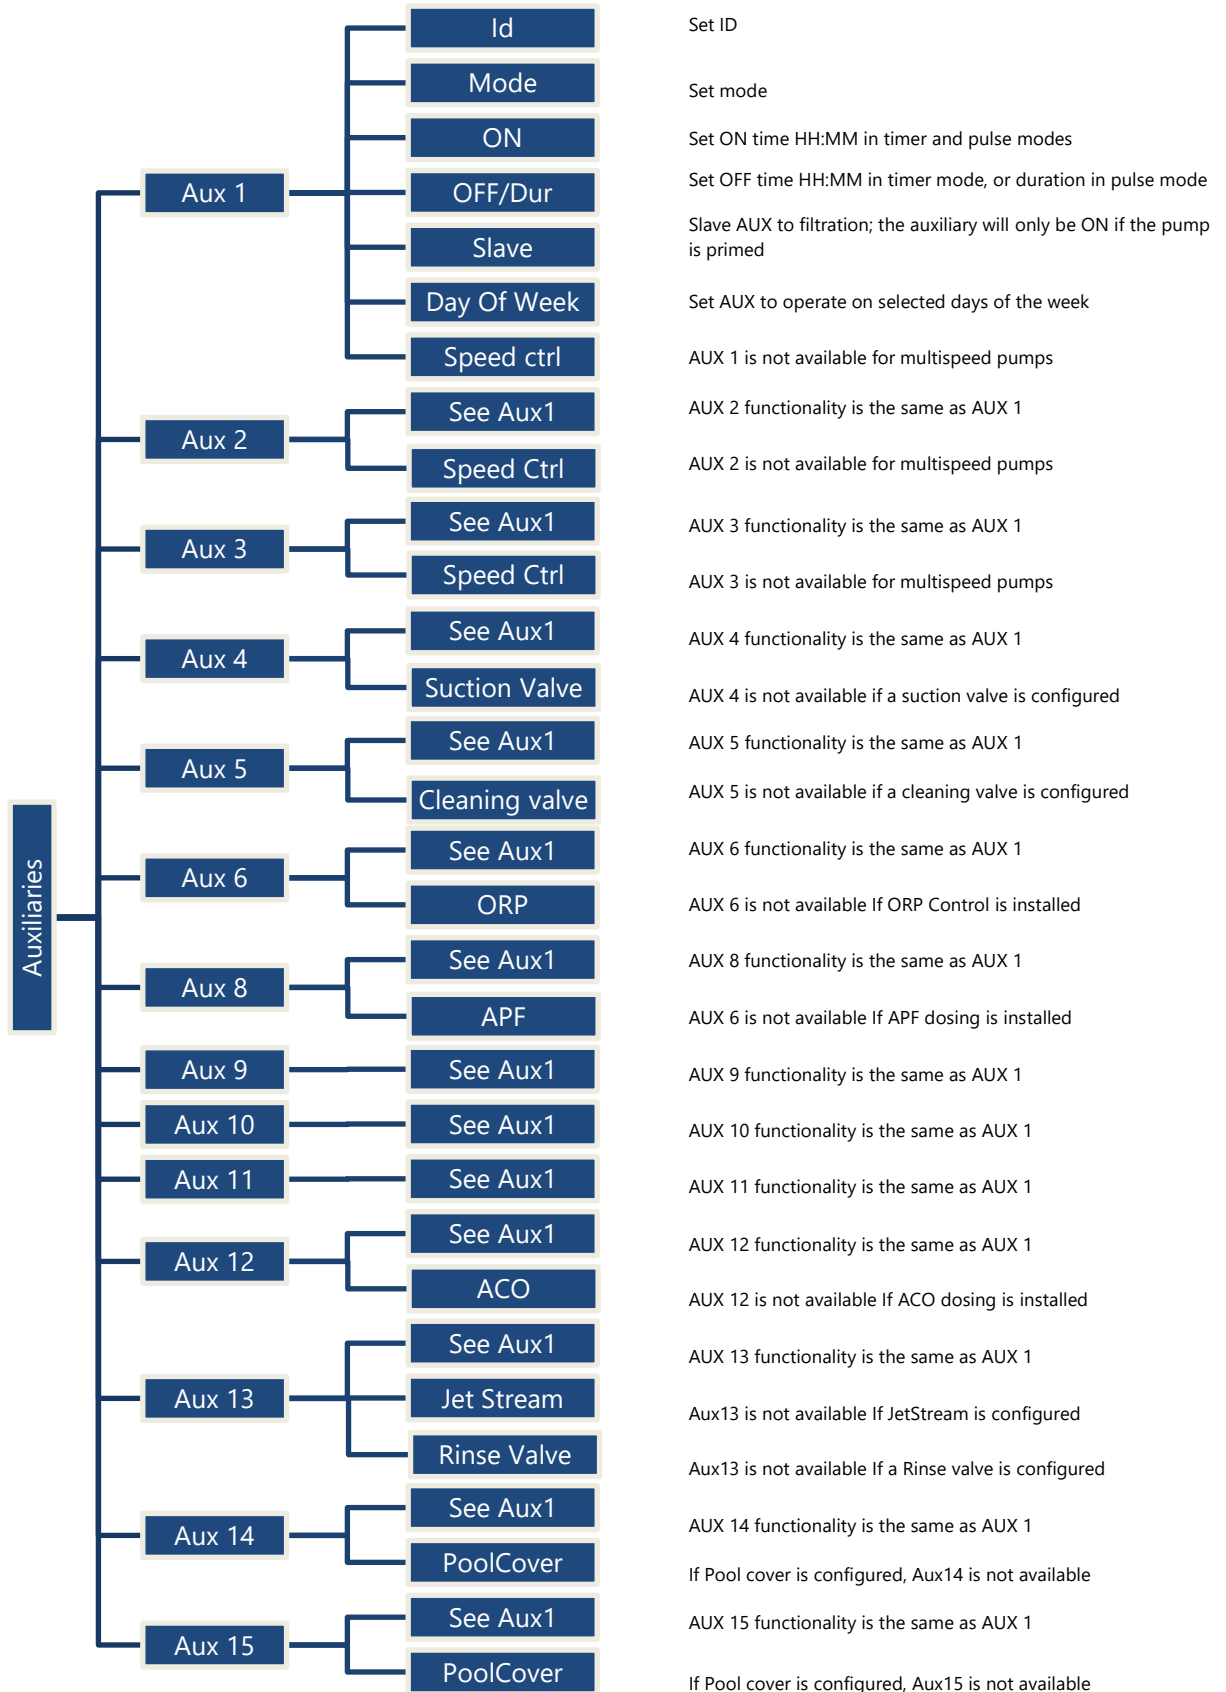 Id Set ID
Mode Set mode
ON Set ON time HH:MM in timer and pulse modes
Aux 1 OFF/Dur Set OFF time HH:MM in timer mode, or duration in pulse mode
Slave Slave AUX to filtration; the auxiliary will only be ON if the pump
is primed
Day Of Week Set AUX to operate on selected days of the week
Speed ctrl AUX 1 is not available for multispeed pumps
Aux 2 See Aux1 AUX 2 functionality is the same as AUX 1
Speed Ctrl AUX 2 is not available for multispeed pumps
Aux 3 See Aux1 AUX 3 functionality is the same as AUX 1
Speed Ctrl AUX 3 is not available for multispeed pumps
Aux 4 See Aux1 AUX 4 functionality is the same as AUX 1
Suction Valve AUX 4 is not available if a suction valve is configured
Aux 5 See Aux1 AUX 5 functionality is the same as AUX 1
Cleaning valve AUX 5 is not available if a cleaning valve is configured
Auxiliaries
Aux 6 See Aux1 AUX 6 functionality is the same as AUX 1
ORP AUX 6 is not available If ORP Control is installed
Aux 8 See Aux1 AUX 8 functionality is the same as AUX 1
APF AUX 6 is not available If APF dosing is installed
Aux 9 See Aux1 AUX 9 functionality is the same as AUX 1
Aux 10 See Aux1 AUX 10 functionality is the same as AUX 1
Aux 11 See Aux1 AUX 11 functionality is the same as AUX 1
Aux 12 See Aux1 AUX 12 functionality is the same as AUX 1
ACO AUX 12 is not available If ACO dosing is installed
See Aux1 AUX 13 functionality is the same as AUX 1
Aux 13 Jet Stream Aux13 is not available If JetStream is configured
Rinse Valve Aux13 is not available If a Rinse valve is configured
Aux 14 See Aux1 AUX 14 functionality is the same as AUX 1
PoolCover If Pool cover is configured, Aux14 is not available
Aux 15 See Aux1 AUX 15 functionality is the same as AUX 1
PoolCover If Pool cover is configured, Aux15 is not available